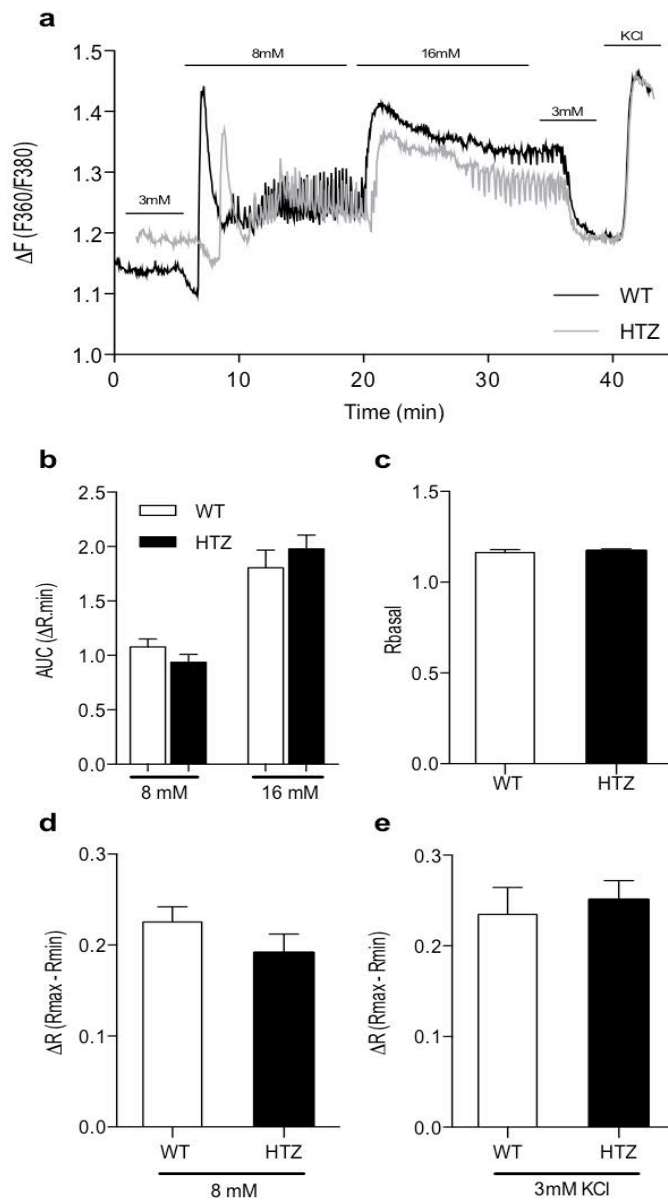 a
KCl
8mM
16mM
3mM
3mM
1.5
1.4
1.3
1.2
1.1
1.0
ΔF (F360/F380)
WT
HTZ
0
10
20
30
40
Time (min)
b
2.5
2.0
1.5
1.0
0.5
0.0
AUC (ΔR.min)
WT
HTZ
8 mM
16 mM
c
1.5
1.0
0.5
0.0
Rbasal
WT
HTZ
d
0.3
0.2
0.1
0.0
ΔR (Rmax - Rmin)
WT
HTZ
8 mM
e
0.3
0.2
0.1
0.0
ΔR (Rmax - Rmin)
WT
HTZ
3mM KCl